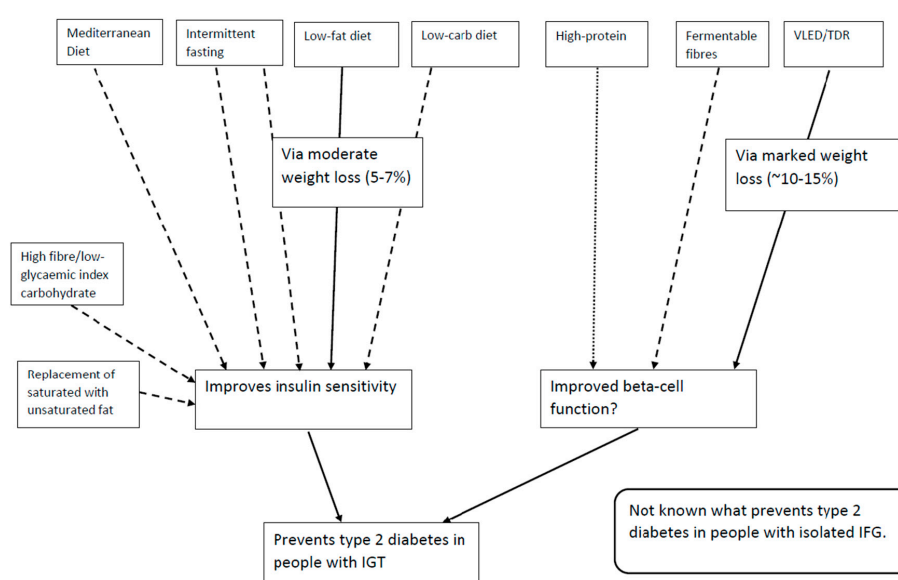 Mediterranean
Diet
Intermittent
fasting
Low-fat diet
Low-carb diet
High-protein
Fermentable
fibres
VLED/TDR
Via moderate
weight loss (5-7%)
Via marked weight
loss (~10-15%)
High fibre/low-
glycaemic index
carbohydrate
Replacement of
saturated with
unsaturated fat
Improves insulin sensitivity
Improved beta-cell
function?
Prevents type 2 diabetes in
people with IGT
Not known what prevents type 2
diabetes in people with isolated IFG.